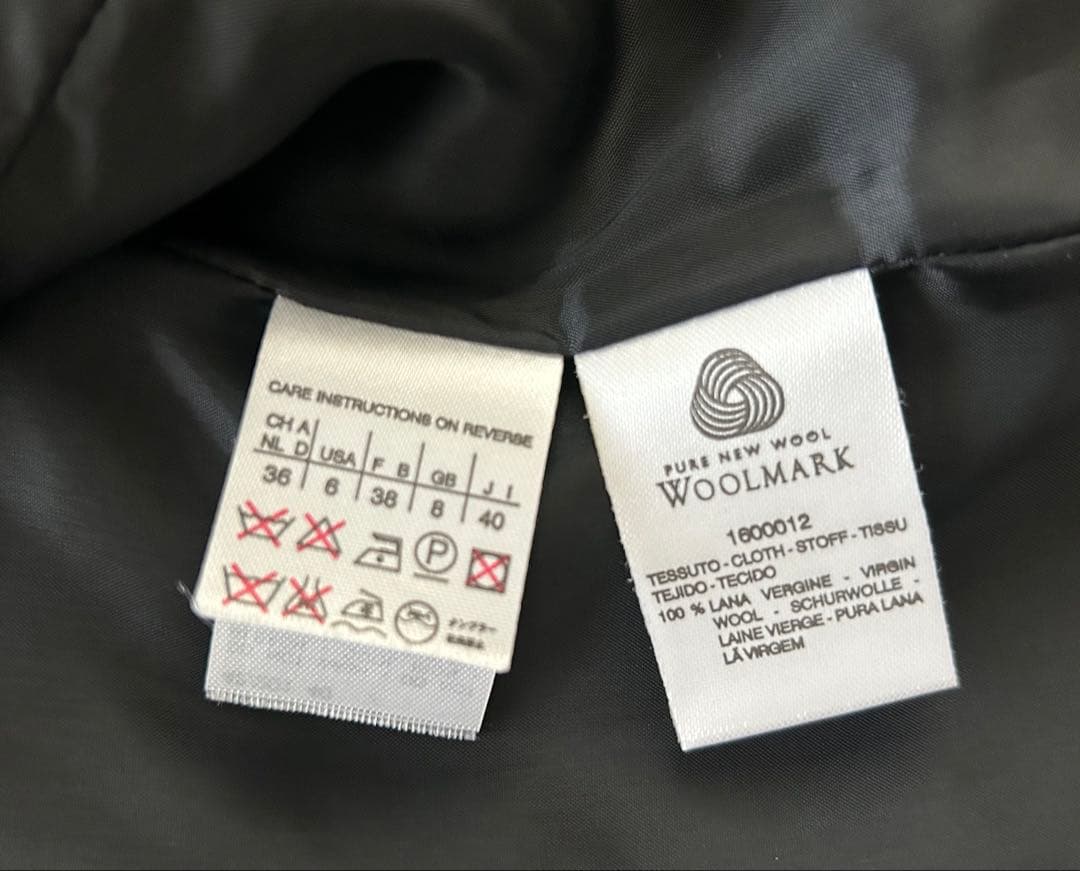 CARE INSTRUCTIONS ON REVERSE
CH A
NL D USA F B GB J I
36 6 38 8 40
P
PURE NEW WOOL
WOOLMARK
1600012
TESSUTO - CLOTH - STOFF - TISSU
TEJIDO - TECIDO
100 % LANA VERGINE - VIRGIN
WOOL - SCHURWOLLE -
LAINE VIERGE - PURA LANA
LÃ VIRGEM